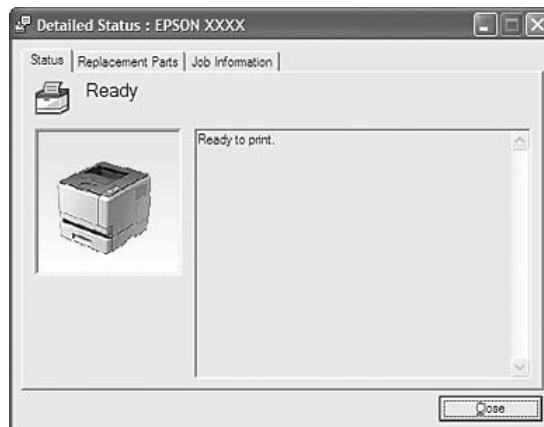 Detailed Status : EPSON XXXX
Status Replacement Parts Job Information
Ready
Ready to print.
Close